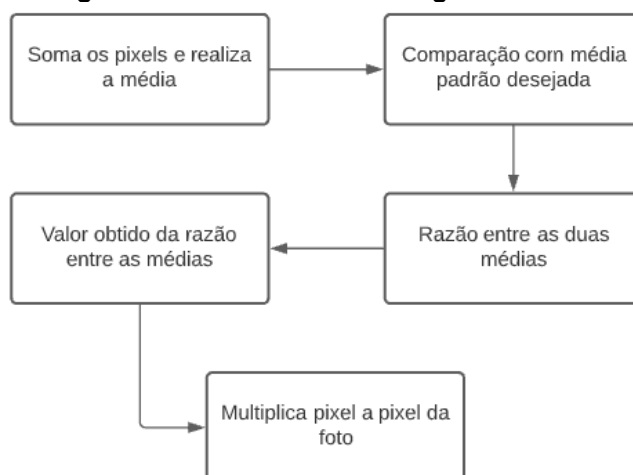 Soma os pixels e realiza
a média
Comparação com média
padrão desejada
Valor obtido da razão
entre as médias
Razão entre as duas
médias
Multiplica pixel a pixel da
foto